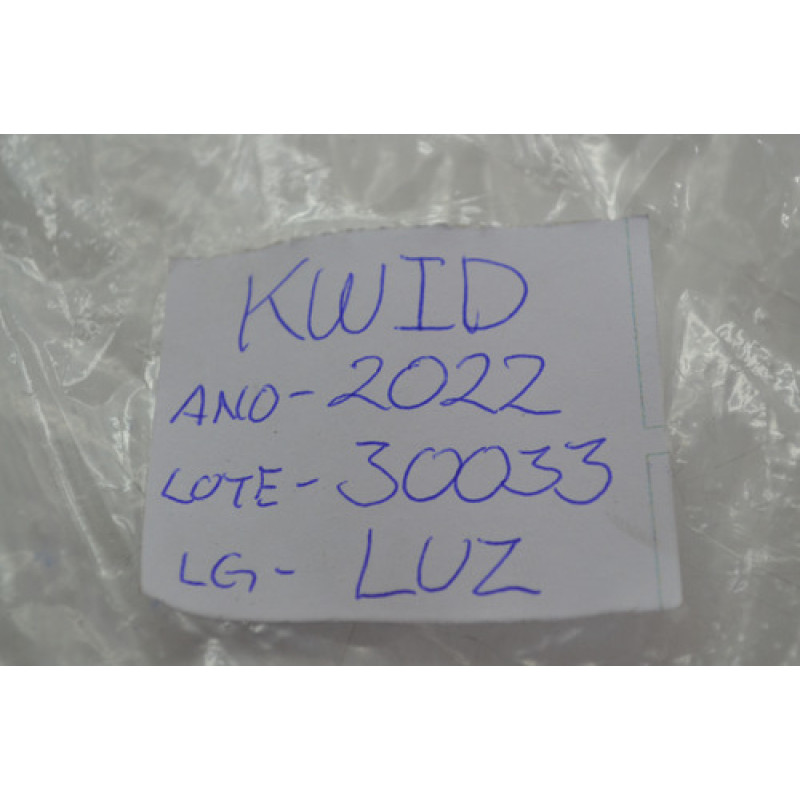 KWID
ANO - 2022
LOTE - 30033
LG - LUZ